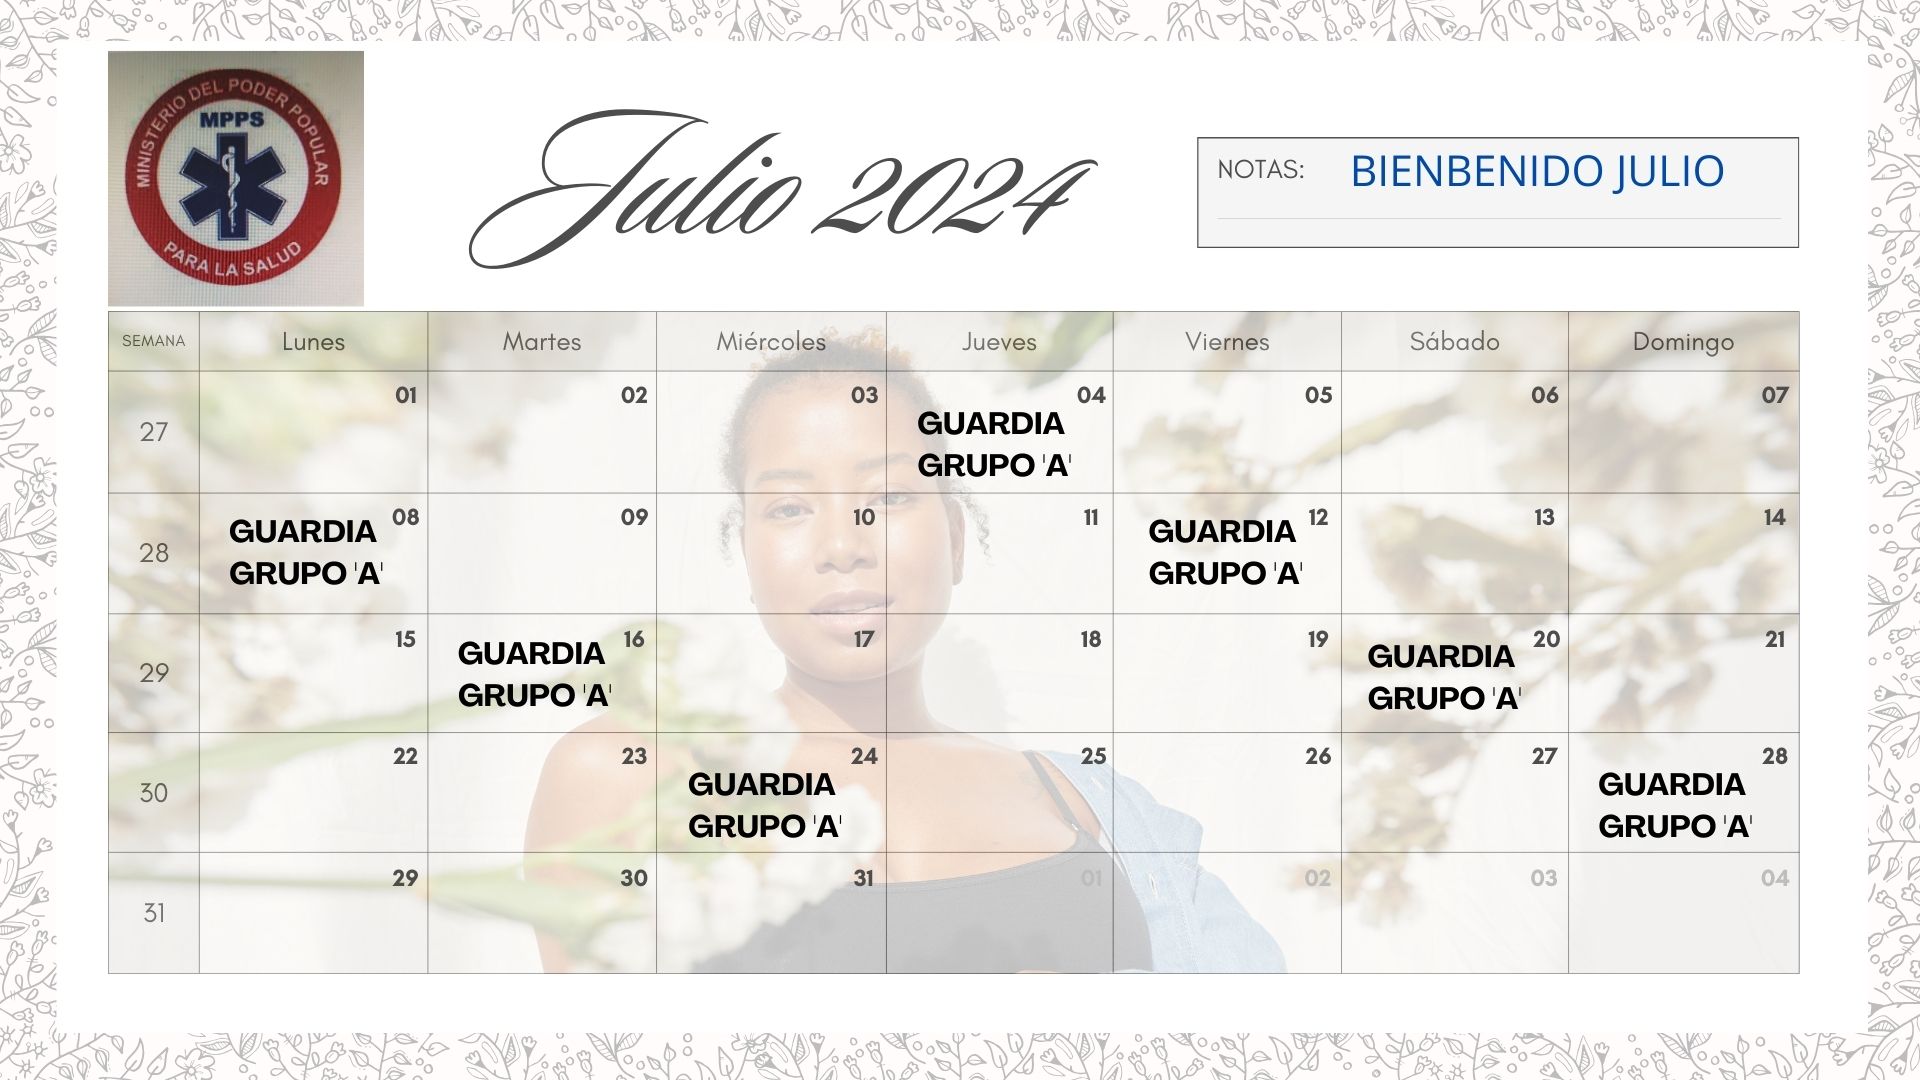 MINISTERIO DEL PODER POPULAR
MPPS
PARA LA SALUD
Julio 2024
NOTAS: BIENBENIDO JULIO
SEMANA Lunes Martes Miércoles Jueves Viernes Sábado Domingo
27 01 02 03 04 05 06 07
GUARDIA
GRUPO 'A'
28 08 09 10 11 12 13 14
GUARDIA GUARDIA
GRUPO 'A' GRUPO 'A'
29 15 16 17 18 19 20 21
GUARDIA GUARDIA
GRUPO 'A' GRUPO 'A'
30 22 23 24 25 26 27 28
GUARDIA GUARDIA
GRUPO 'A' GRUPO 'A'
31 29 30 31 01 02 03 04